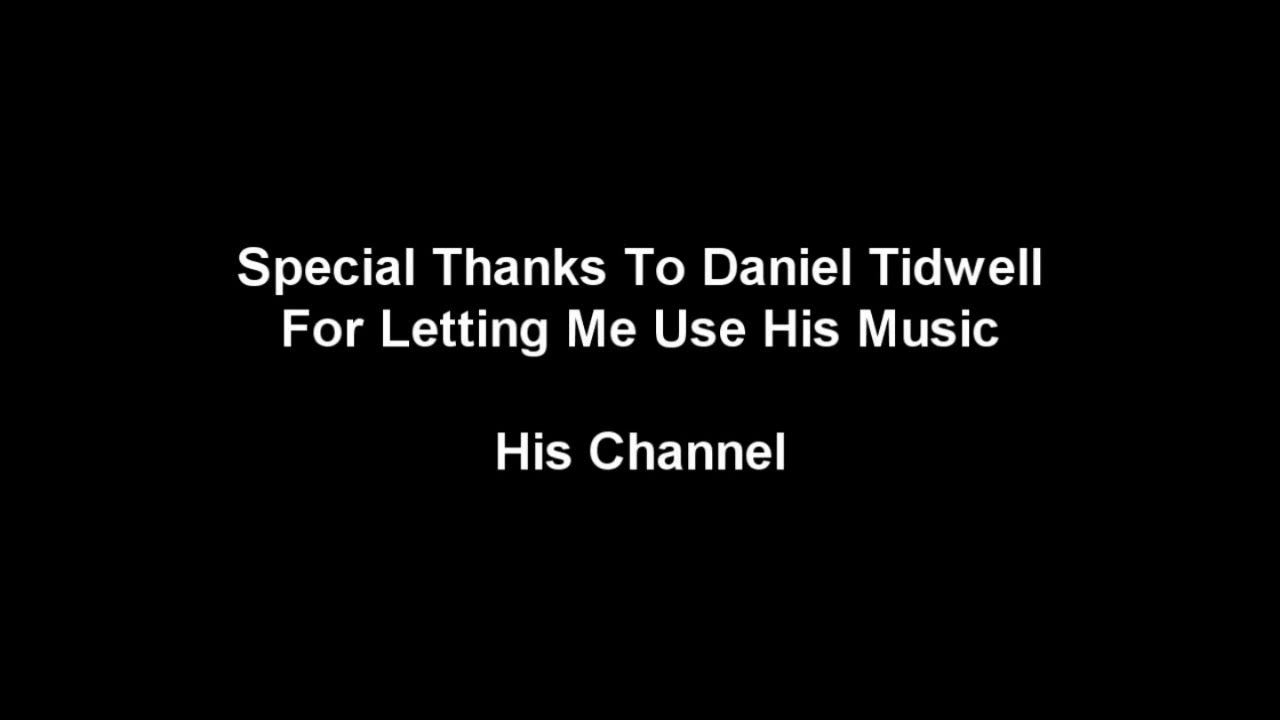 Special Thanks To Daniel Tidwell
For Letting Me Use His Music
His Channel